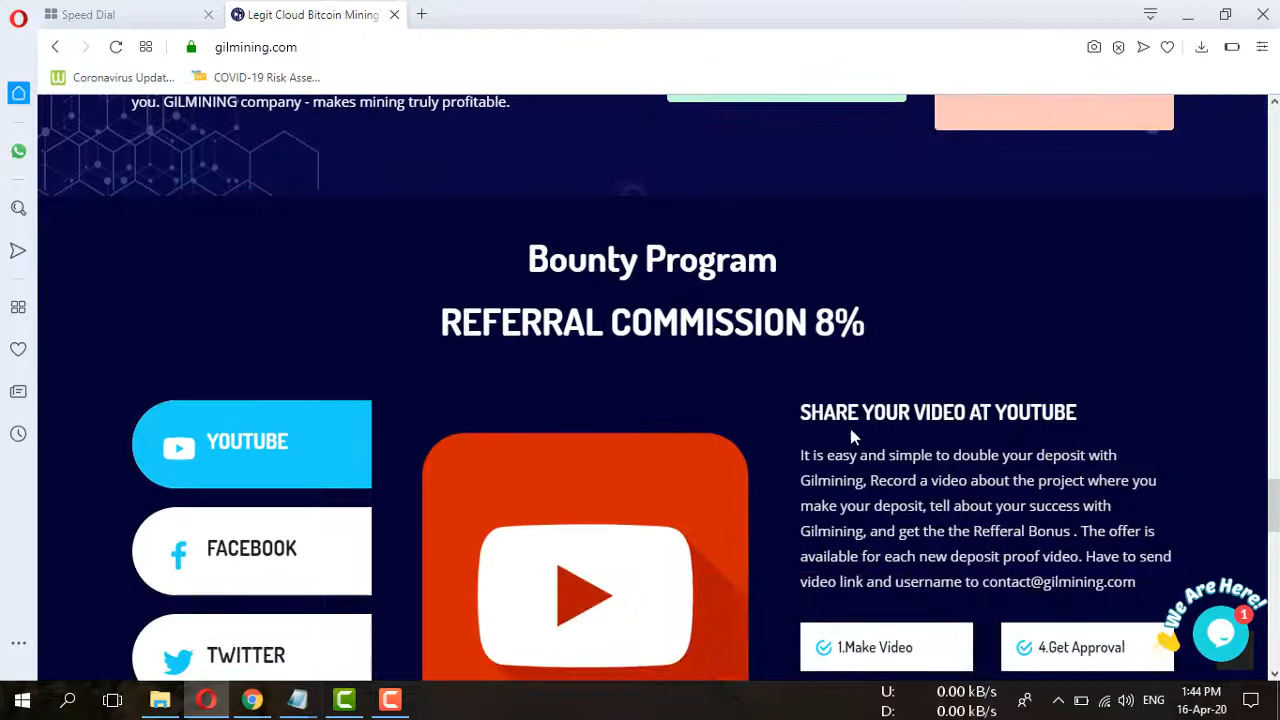 Speed Dial
Legit Cloud Bitcoin Mining
gilmining.com
Coronavirus Updat...
COVID-19 Risk Asse...
you. GILMINING company - makes mining truly profitable.
Bounty Program
REFERRAL COMMISSION 8%
YOUTUBE
FACEBOOK
TWITTER
SHARE YOUR VIDEO AT YOUTUBE
It is easy and simple to double your deposit with
Gilmining, Record a video about the project where you
make your deposit, tell about your success with
Gilmining, and get the the Refferal Bonus . The offer is
available for each new deposit proof video. Have to send
video link and username to contact@gilmining.com
1.Make Video
4.Get Approval
We Are Here!
1
U: 0.00 kB/s
D: 0.00 kB/s
ENG
1:44 PM
16-Apr-20